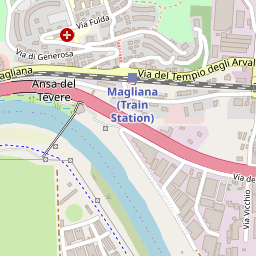 Via Fulda
Via di Generosa
Magliana
Via del Tempio degli Arval
Ansa del
Tevere
Magliana
(Train
Station)
Via de
Via Vicchio